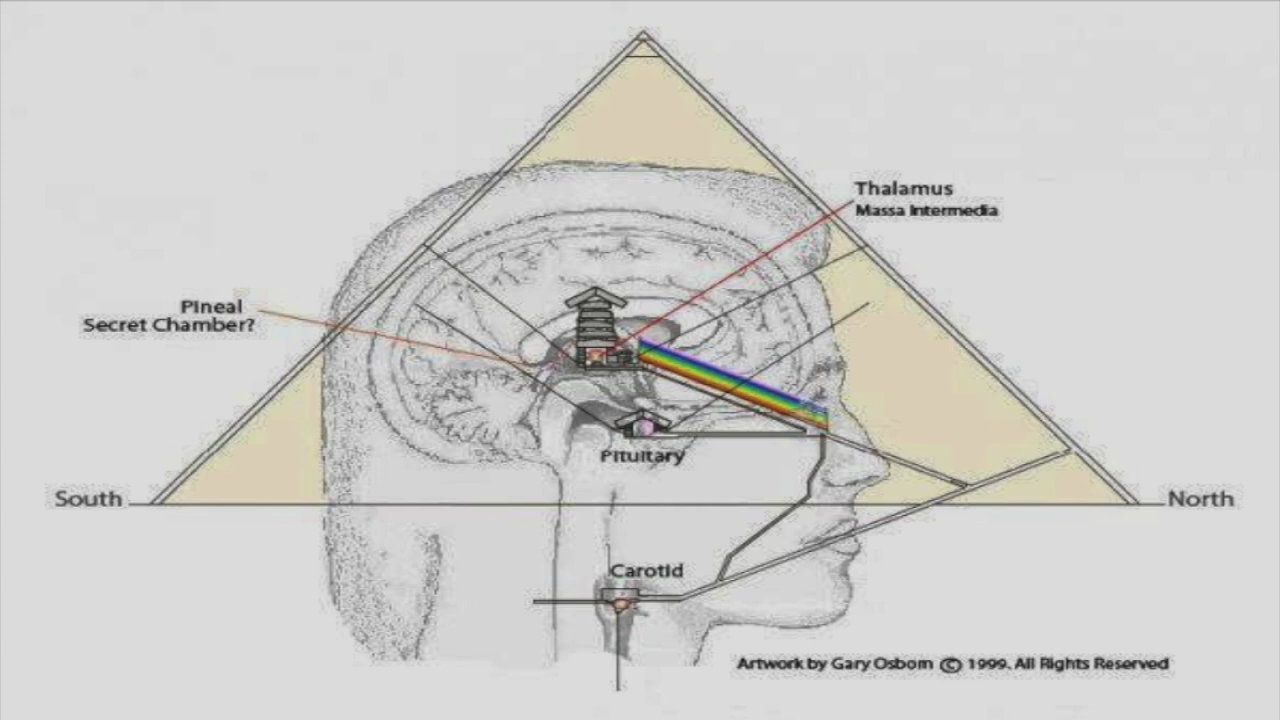 Thalamus
Massa Intermedia
Pineal
Secret Chamber?
Pituitary
South
North
Carotid
Artwork by Gary Osborn © 1999. All Rights Reserved